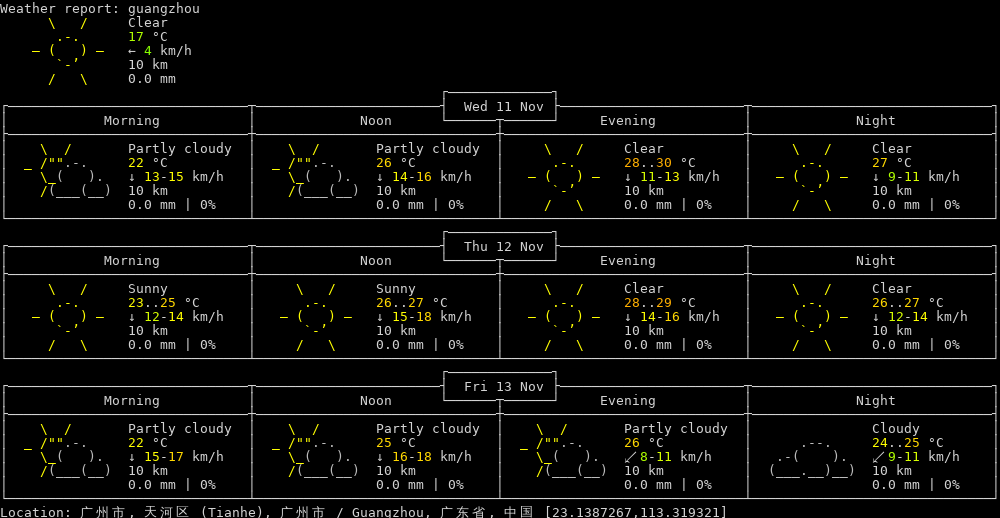 Weather report: guangzhou
Clear
17 °C
← 4 km/h
10 km
0.0 mm
Wed 11 Nov
Morning Noon Evening Night
Partly cloudy Partly cloudy Clear Clear
22 °C 26 °C 28..30 °C 27 °C
↓ 13-15 km/h ↓ 14-16 km/h ↓ 11-13 km/h ↓ 9-11 km/h
10 km 10 km 10 km 10 km
0.0 mm | 0% 0.0 mm | 0% 0.0 mm | 0% 0.0 mm | 0%
Thu 12 Nov
Morning Noon Evening Night
Sunny Sunny Clear Clear
23..25 °C 26..27 °C 28..29 °C 26..27 °C
↓ 12-14 km/h ↓ 15-18 km/h ↓ 14-16 km/h ↓ 12-14 km/h
10 km 10 km 10 km 10 km
0.0 mm | 0% 0.0 mm | 0% 0.0 mm | 0% 0.0 mm | 0%
Fri 13 Nov
Morning Noon Evening Night
Partly cloudy Partly cloudy Partly cloudy Cloudy
22 °C 25 °C 26 °C 24..25 °C
↓ 15-17 km/h ↓ 16-18 km/h ↙ 8-11 km/h ↙ 9-11 km/h
10 km 10 km 10 km 10 km
0.0 mm | 0% 0.0 mm | 0% 0.0 mm | 0% 0.0 mm | 0%
Location: 广州市, 天河区 (Tianhe), 广州市 / Guangzhou, 广东省, 中国 [23.1387267,113.319321]